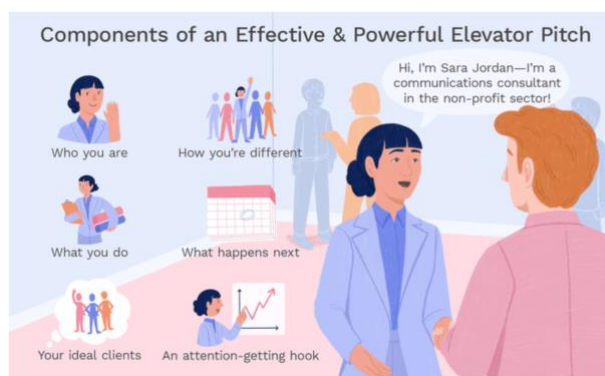 Components of an Effective & Powerful Elevator Pitch
Hi, I'm Sara Jordan—I'm a
communications consultant
in the non-profit sector!
Who you are
How you're different
What you do
What happens next
Your ideal clients
An attention-getting hook